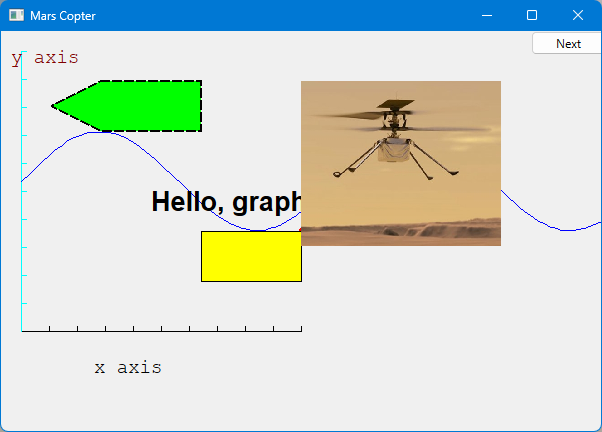 Mars Copter
Next
y axis
Hello, graph
x axis